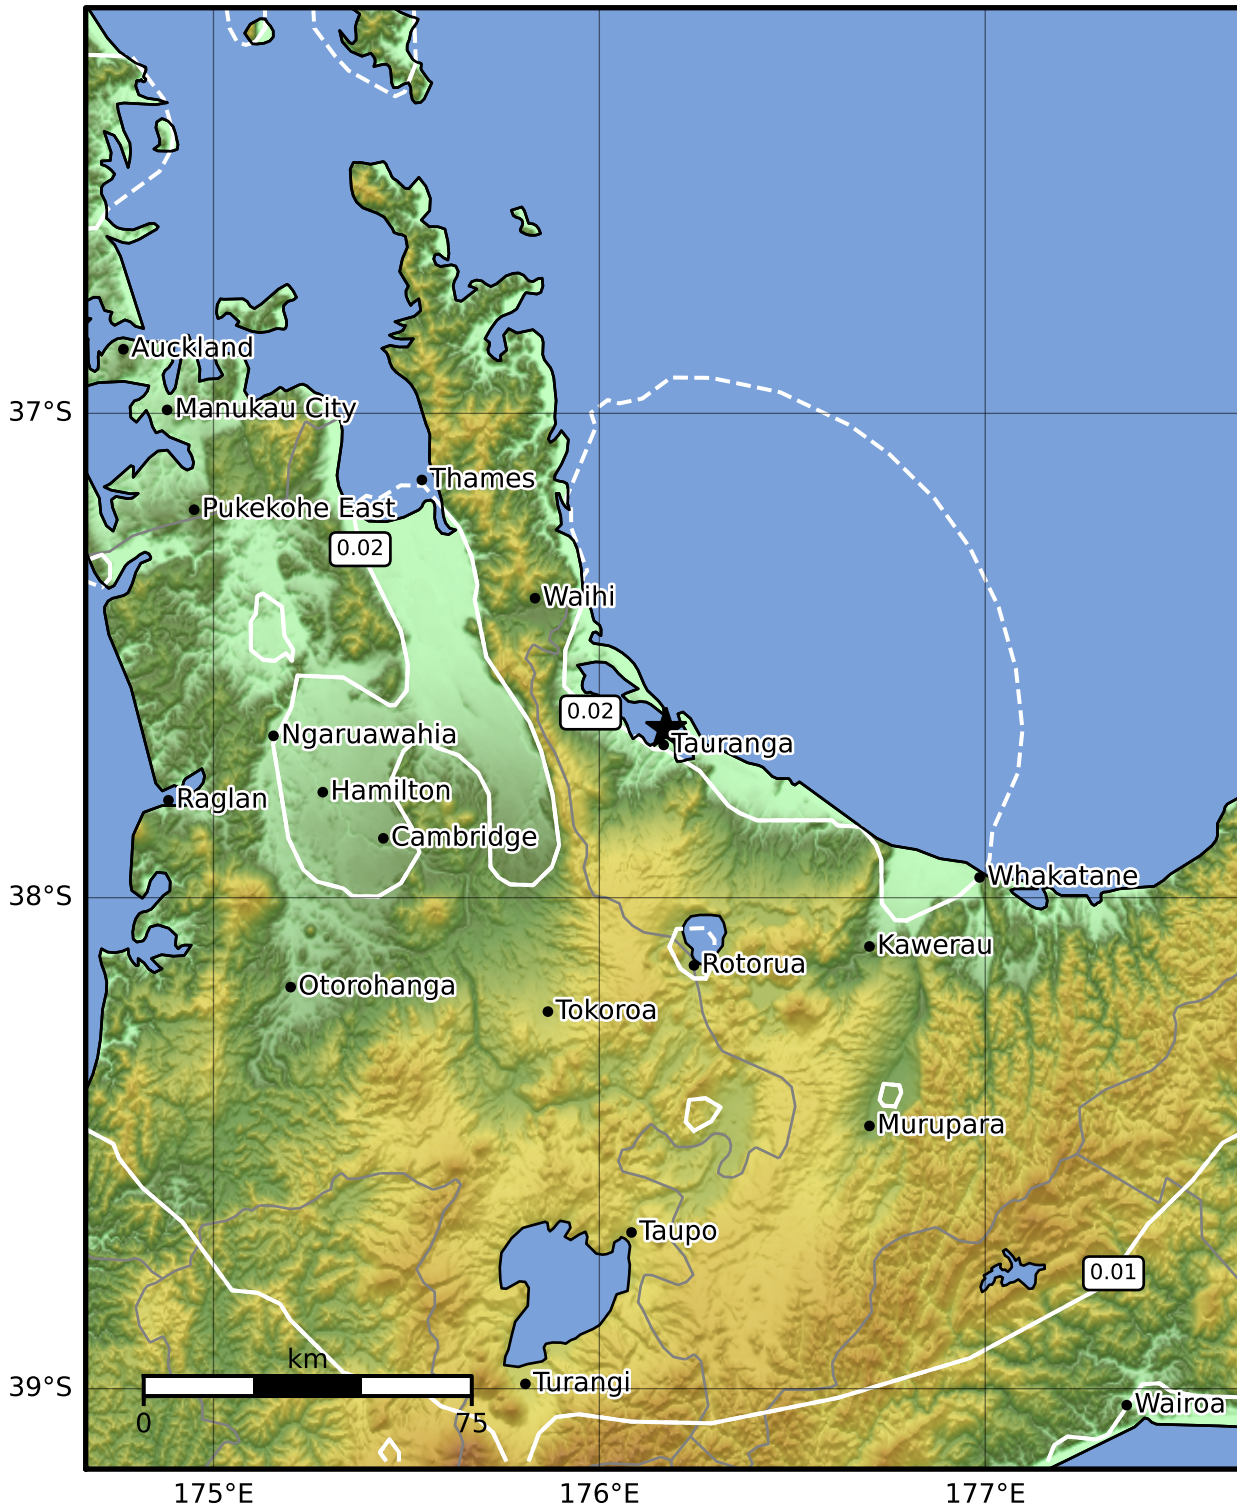 Auckland
Manukau City
37°S
Thames
Pukekohe East
0.02
Waihi
0.02
Ngaruawahia
Tauranga
Hamilton
Raglan
Cambridge
Whakatane
38°S
Kawerau
Rotorua
Otorohanga
Tokoroa
Murupara
Taupo
0.01
km
39°S
Turangi
Wairoa
0 75
175°E 176°E 177°E